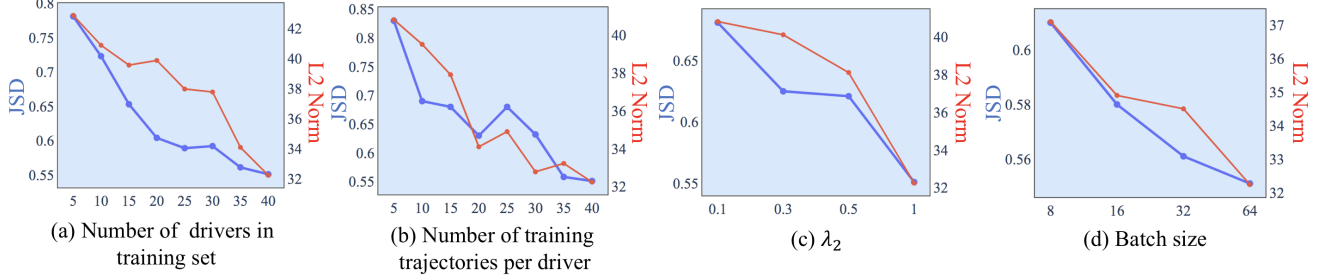 JSD
0.8
0.75
0.7
0.65
0.6
0.55
5 10 15 20 25 30 35 40
42
40
38
36
34
32
L2 Norm
(a) Number of drivers in
training set
JSD
0.85
0.8
0.75
0.7
0.65
0.6
0.55
5 10 15 20 25 30 35 40
40
38
36
34
32
L2 Norm
(b) Number of training
trajectories per driver
JSD
0.65
0.6
0.55
0.1 0.3 0.5 1
40
38
36
34
32
L2 Norm
(c) λ₂
JSD
0.6
0.58
0.56
8 16 32 64
37
36
35
34
33
32
L2 Norm
(d) Batch size